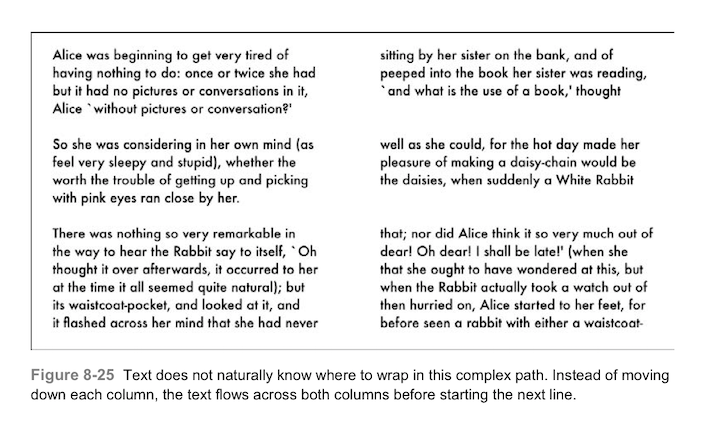 Alice was beginning to get very tired of sitting by her sister on the bank, and of
having nothing to do: once or twice she had peeped into the book her sister was reading,
but it had no pictures or conversations in it, `and what is the use of a book,' thought
Alice `without pictures or conversation?'
So she was considering in her own mind (as well as she could, for the hot day made her
feel very sleepy and stupid), whether the pleasure of making a daisy-chain would be
worth the trouble of getting up and picking the daisies, when suddenly a White Rabbit
with pink eyes ran close by her.
There was nothing so very remarkable in that; nor did Alice think it so very much out of
the way to hear the Rabbit say to itself, `Oh dear! Oh dear! I shall be late!' (when she
thought it over afterwards, it occurred to her that she ought to have wondered at this, but
at the time it all seemed quite natural); but when the Rabbit actually took a watch out of
its waistcoat-pocket, and looked at it, and then hurried on, Alice started to her feet, for
it flashed across her mind that she had never before seen a rabbit with either a waistcoat-
Figure 8-25 Text does not naturally know where to wrap in this complex path. Instead of moving
down each column, the text flows across both columns before starting the next line.